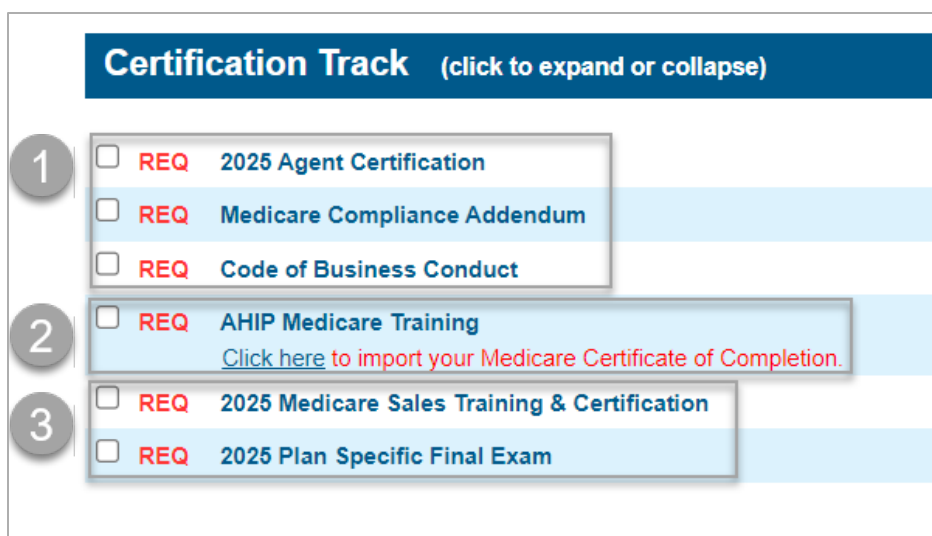 Certification Track (click to expand or collapse)
1
REQ 2025 Agent Certification
REQ Medicare Compliance Addendum
REQ Code of Business Conduct
2
REQ AHIP Medicare Training
Click here to import your Medicare Certificate of Completion.
3
REQ 2025 Medicare Sales Training & Certification
REQ 2025 Plan Specific Final Exam